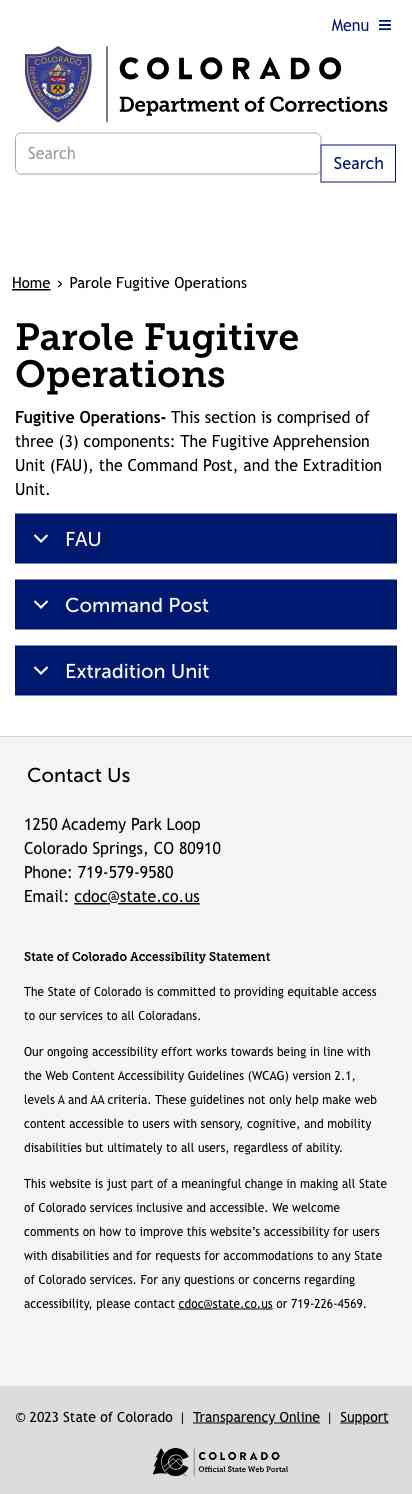 Menu
COLORADO
COLORADO
Department of Corrections
Search
Search
Home › Parole Fugitive Operations
Parole Fugitive
Operations
Fugitive Operations- This section is comprised of
three (3) components: The Fugitive Apprehension
Unit (FAU), the Command Post, and the Extradition
Unit.
FAU
Command Post
Extradition Unit
Contact Us
1250 Academy Park Loop
Colorado Springs, CO 80910
Phone: 719-579-9580
Email: cdoc@state.co.us
State of Colorado Accessibility Statement
The State of Colorado is committed to providing equitable access
to our services to all Coloradans.
Our ongoing accessibility effort works towards being in line with
the Web Content Accessibility Guidelines (WCAG) version 2.1,
levels A and AA criteria. These guidelines not only help make web
content accessible to users with sensory, cognitive, and mobility
disabilities but ultimately to all users, regardless of ability.
This website is just part of a meaningful change in making all State
of Colorado services inclusive and accessible. We welcome
comments on how to improve this website’s accessibility for users
with disabilities and for requests for accommodations to any State
of Colorado services. For any questions or concerns regarding
accessibility, please contact cdoc@state.co.us or 719-226-4569.
© 2023 State of Colorado | Transparency Online | Support
COLORADO
Official State Web Portal